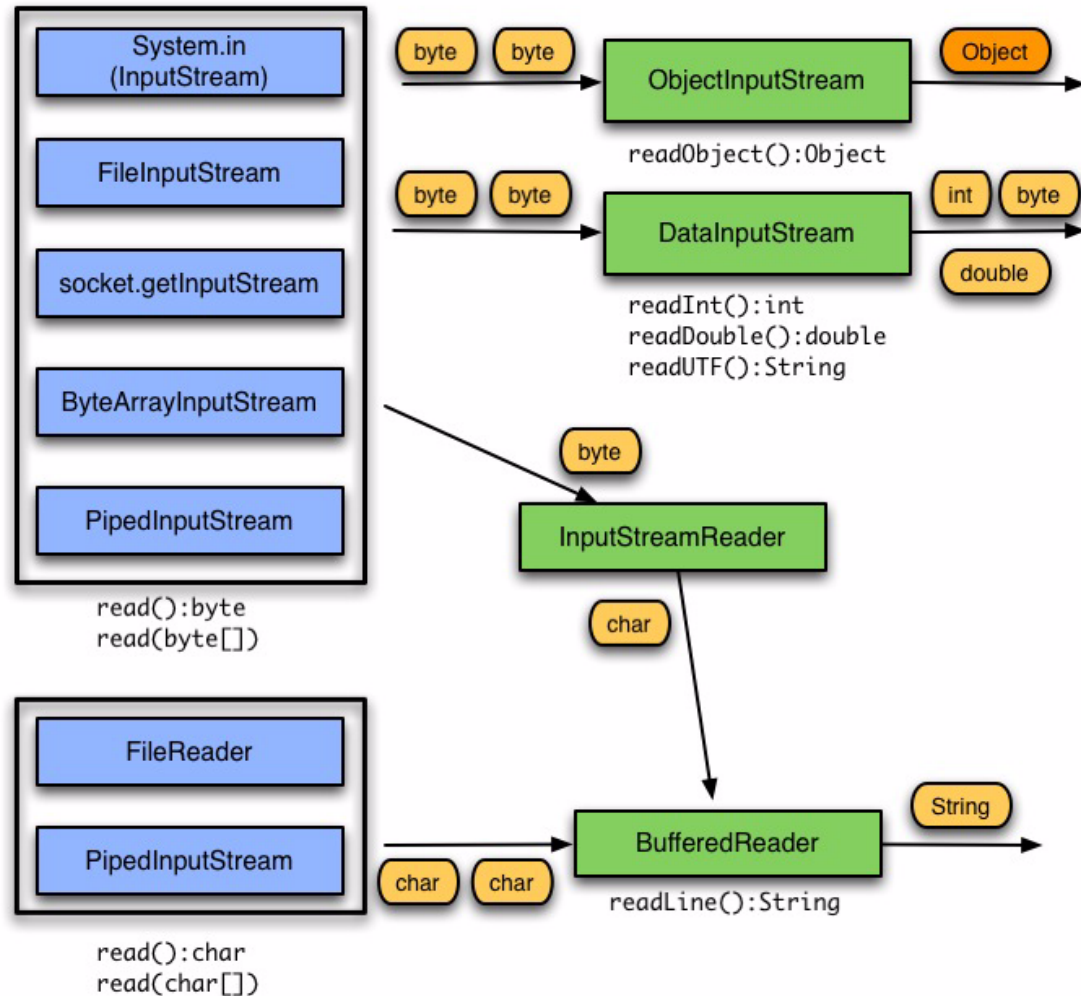 System.in
(InputStream)
FileInputStream
socket.getInputStream
ByteArrayInputStream
PipedInputStream
read():byte
read(byte[])
byte
byte
ObjectInputStream
Object
readObject():Object
byte
byte
DataInputStream
int
byte
double
readInt():int
readDouble():double
readUTF():String
byte
InputStreamReader
char
FileReader
PipedInputStream
read():char
read(char[])
char
char
BufferedReader
String
readLine():String